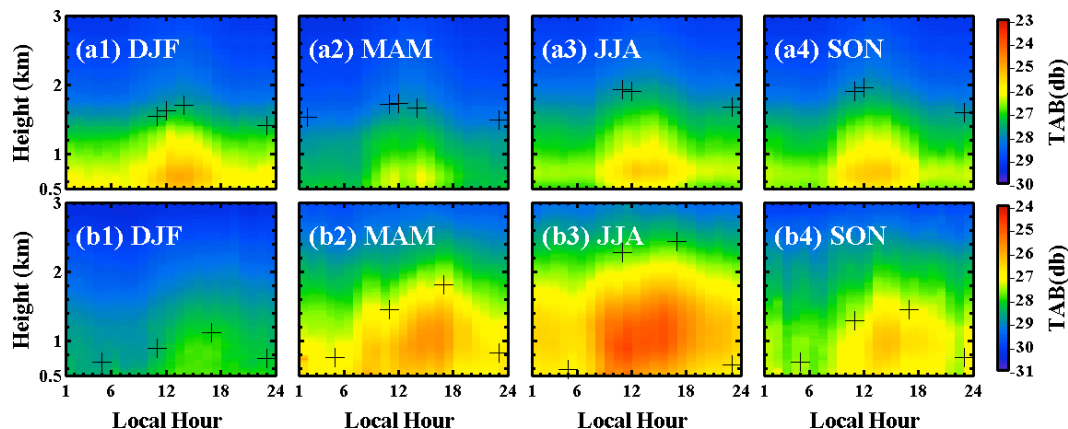 3
2
1
0.5
Height (km)
(a1) DJF
(a2) MAM
(a3) JJA
(a4) SON
-23
-24
-25
-26
-27
-28
-29
-30
TAB(db)
3
2
1
0.5
Height (km)
(b1) DJF
(b2) MAM
(b3) JJA
(b4) SON
-24
-25
-26
-27
-28
-29
-30
-31
TAB(db)
1 6 12 18 24
1 6 12 18 24
1 6 12 18 24
1 6 12 18 24
Local Hour
Local Hour
Local Hour
Local Hour